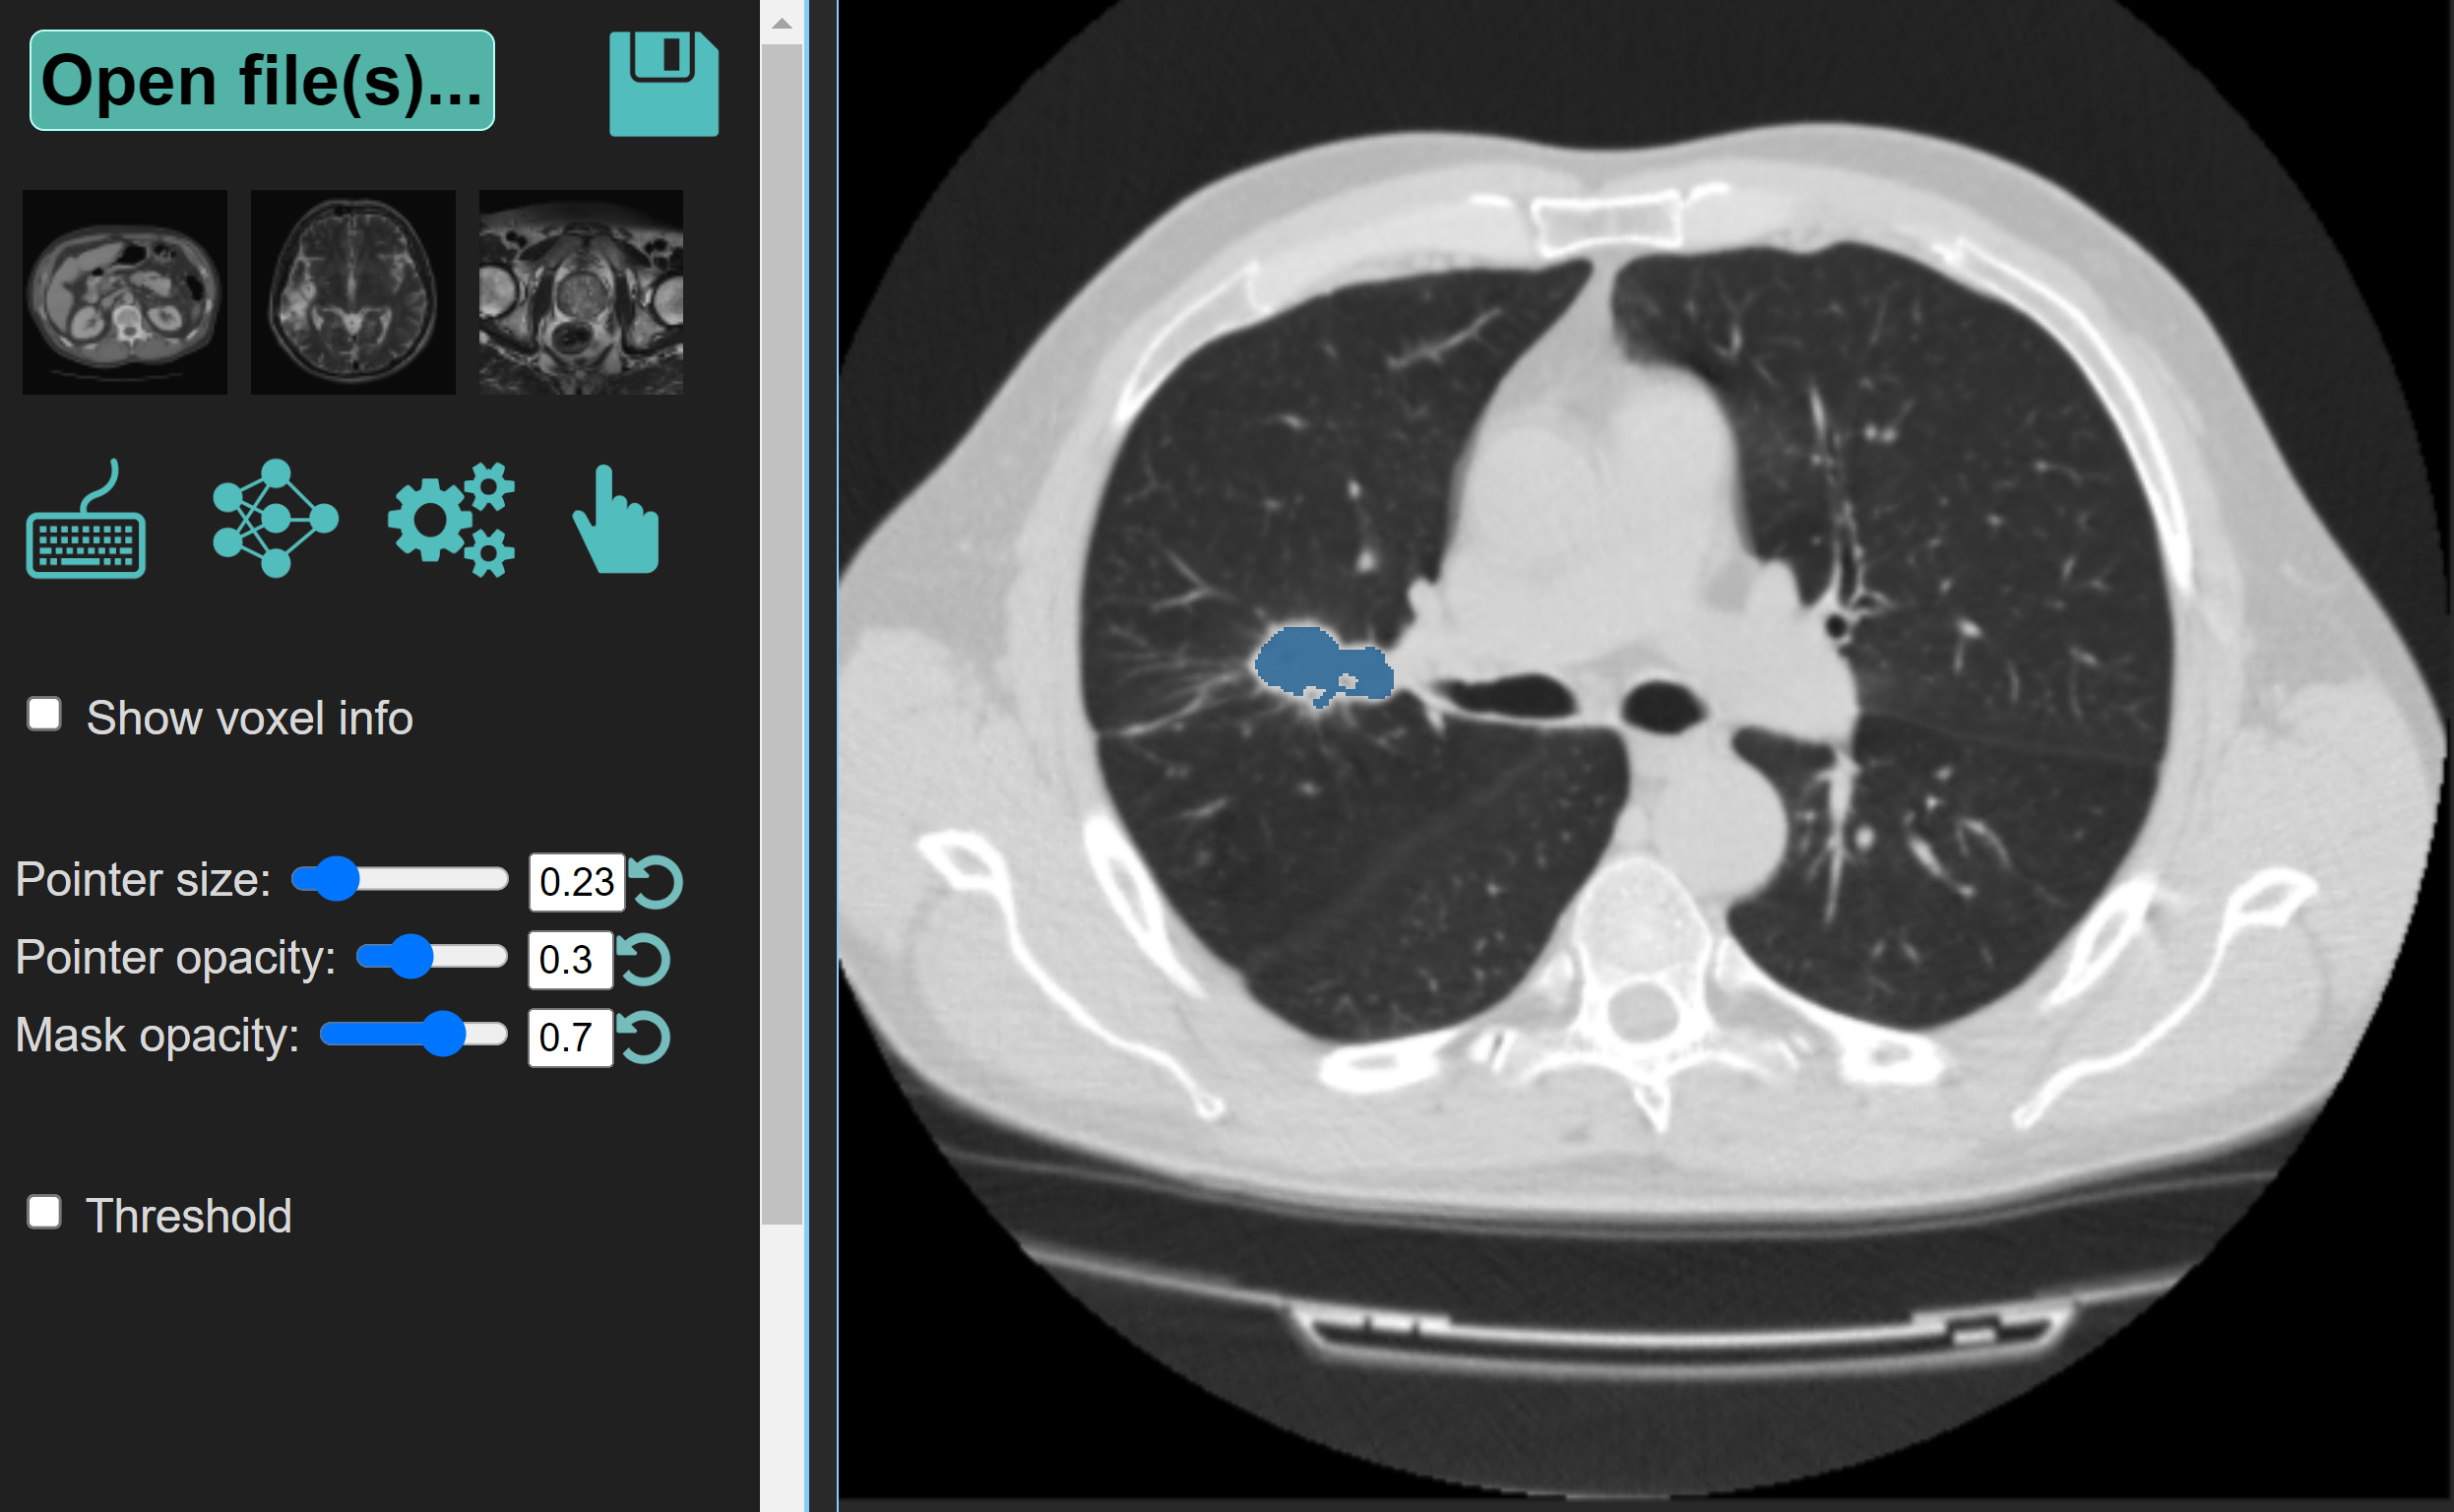 Open file(s)...
Show voxel info
Pointer size: 0.23
Pointer opacity: 0.3
Mask opacity: 0.7
Threshold